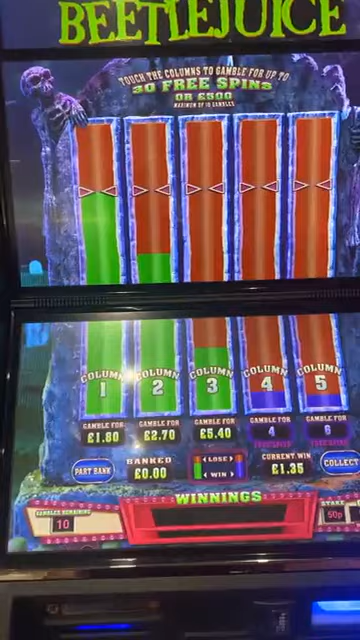 BEETLEJUICE
TOUCH THE COLUMNS TO GAMBLE FOR UP TO
30 FREE SPINS
OR £500
MAXIMUM OF 10 GAMBLES
COLUMN 1
COLUMN 2
COLUMN 3
COLUMN 4
COLUMN 5
GAMBLE FOR £1.80
GAMBLE FOR £2.70
GAMBLE FOR £5.40
GAMBLE FOR 4 FREE SPINS
GAMBLE FOR 6 FREE SPINS
PART BANK
BANKED £0.00
LOSE
WIN
CURRENT WIN £1.35
COLLECT
WINNINGS
GAMBLES REMAINING
10
STAKE
50p